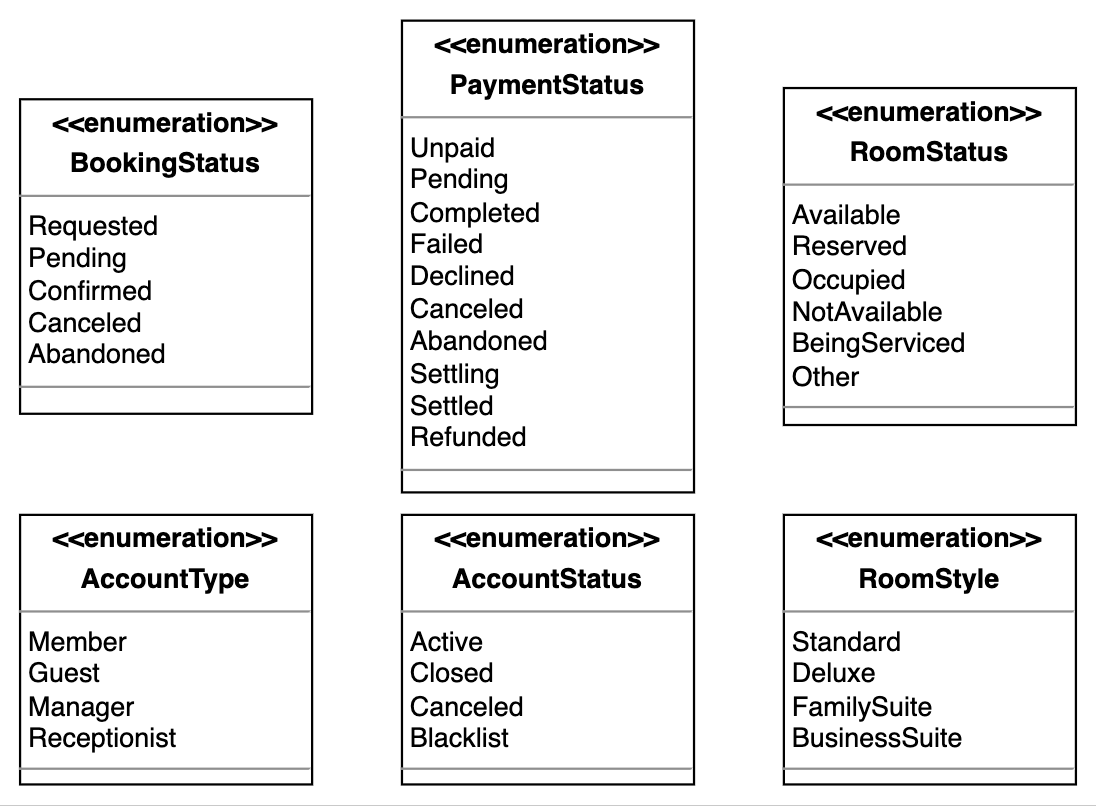 <<enumeration>>
BookingStatus
Requested
Pending
Confirmed
Canceled
Abandoned
<<enumeration>>
PaymentStatus
Unpaid
Pending
Completed
Failed
Declined
Canceled
Abandoned
Settling
Settled
Refunded
<<enumeration>>
RoomStatus
Available
Reserved
Occupied
NotAvailable
BeingServiced
Other
<<enumeration>>
AccountType
Member
Guest
Manager
Receptionist
<<enumeration>>
AccountStatus
Active
Closed
Canceled
Blacklist
<<enumeration>>
RoomStyle
Standard
Deluxe
FamilySuite
BusinessSuite